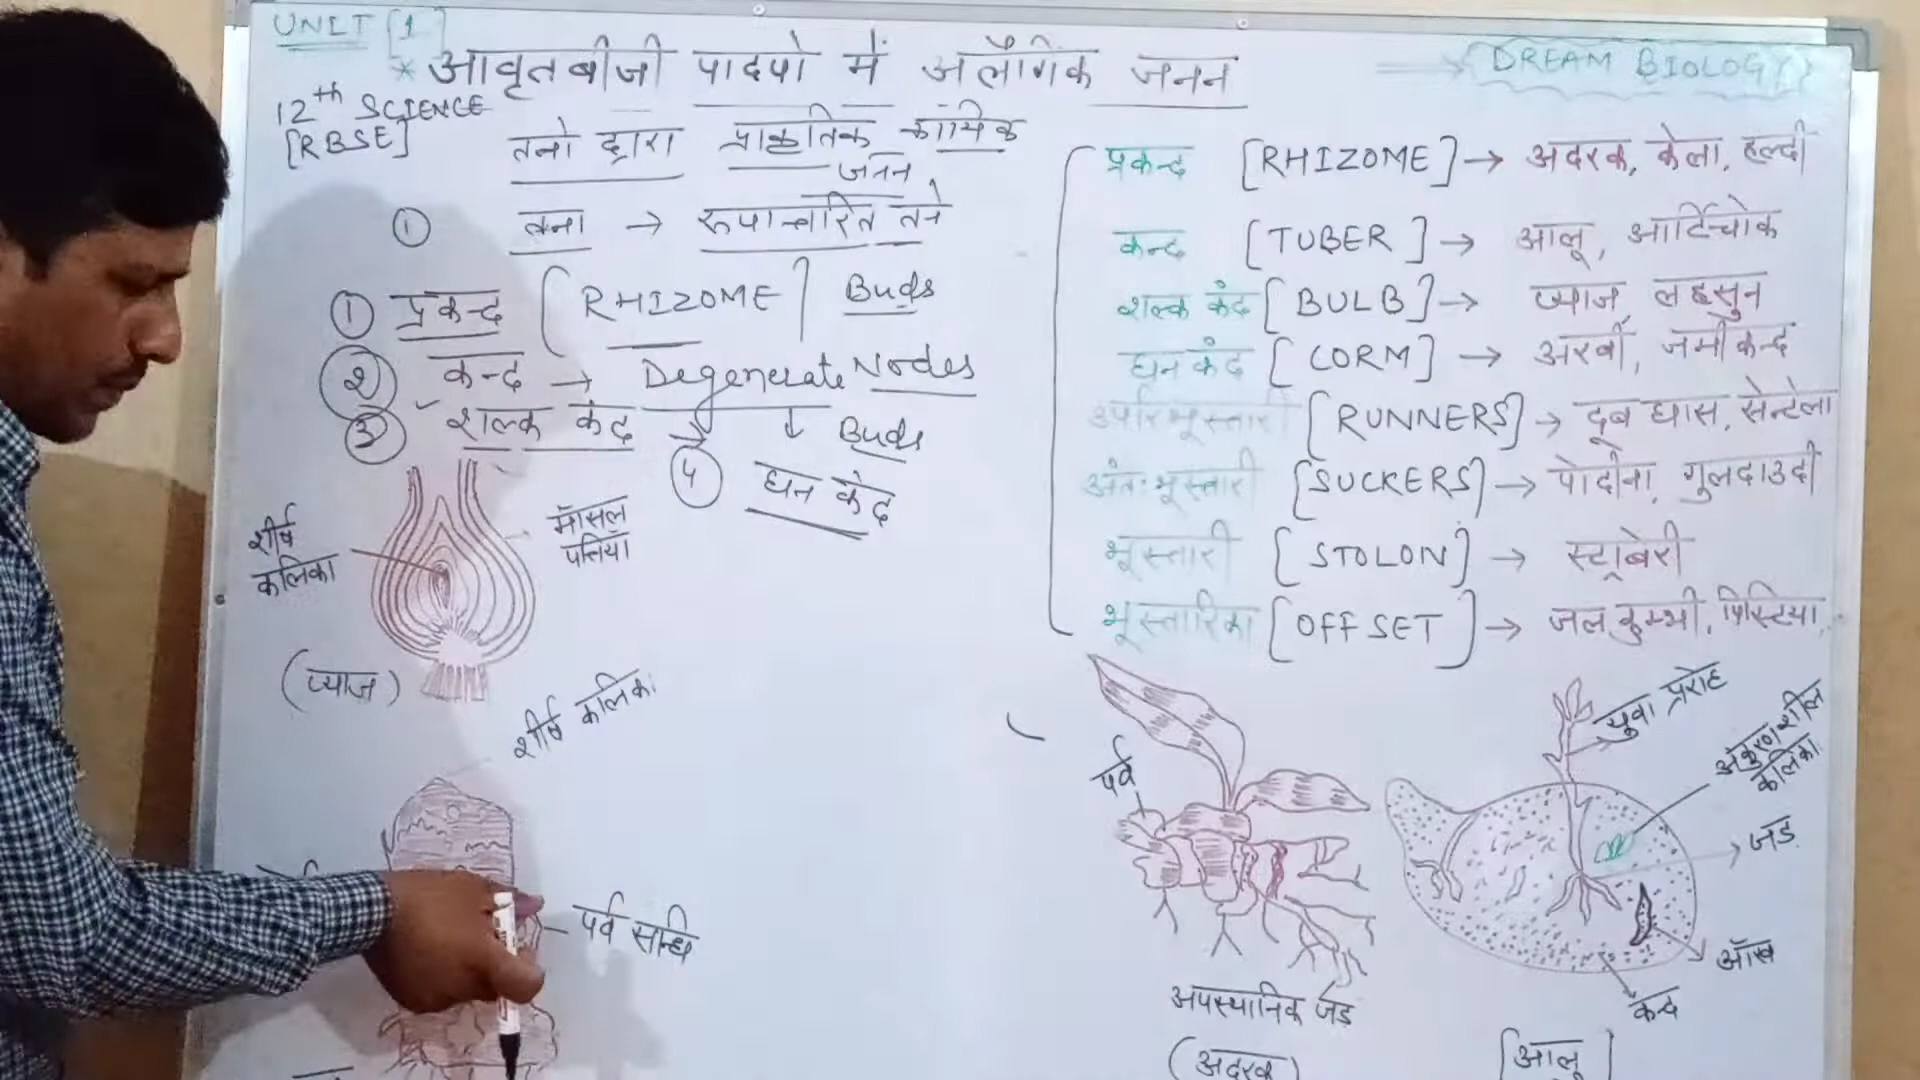 UNIT [1]
* आवृतबीजी पादपो में अलैंगिक जनन
DREAM BIOLOGY
12th SCIENCE
[RBSE]
तनो द्वारा प्राकृतिक कायिक
जनन
① तना → रूपान्तरित तने
① प्रकन्द [RHIZOME] Buds
② कन्द → Degenerate Nodes
③ शल्क कंद ↓ Buds
④ घन कंद
शीर्ष
कलिका
माँसल
पत्तिया
(प्याज)
शीर्ष कलिका
पर्व सन्धि
प्रकन्द [RHIZOME] → अदरक, केला, हल्दी
कन्द [TUBER] → आलू, आर्टिचोक
शल्क कंद [BULB] → प्याज, लहसुन
घन कंद [CORM] → अरबी, जमीकन्द
उपरिभूस्तारी [RUNNERS] → दूब घास, सेन्टेला
अंतःभूस्तारी [SUCKERS] → पोदीना, गुलदाउदी
भूस्तारी [STOLON] → स्ट्राबेरी
भूस्तारिका [OFFSET] → जल कुम्भी, पिस्टिया
पर्व
अपस्थानिक जड़
(अदरक)
युवा प्ररोह
अंकुरणशील
कलिका
जड़
आँख
कन्द
[आलू]